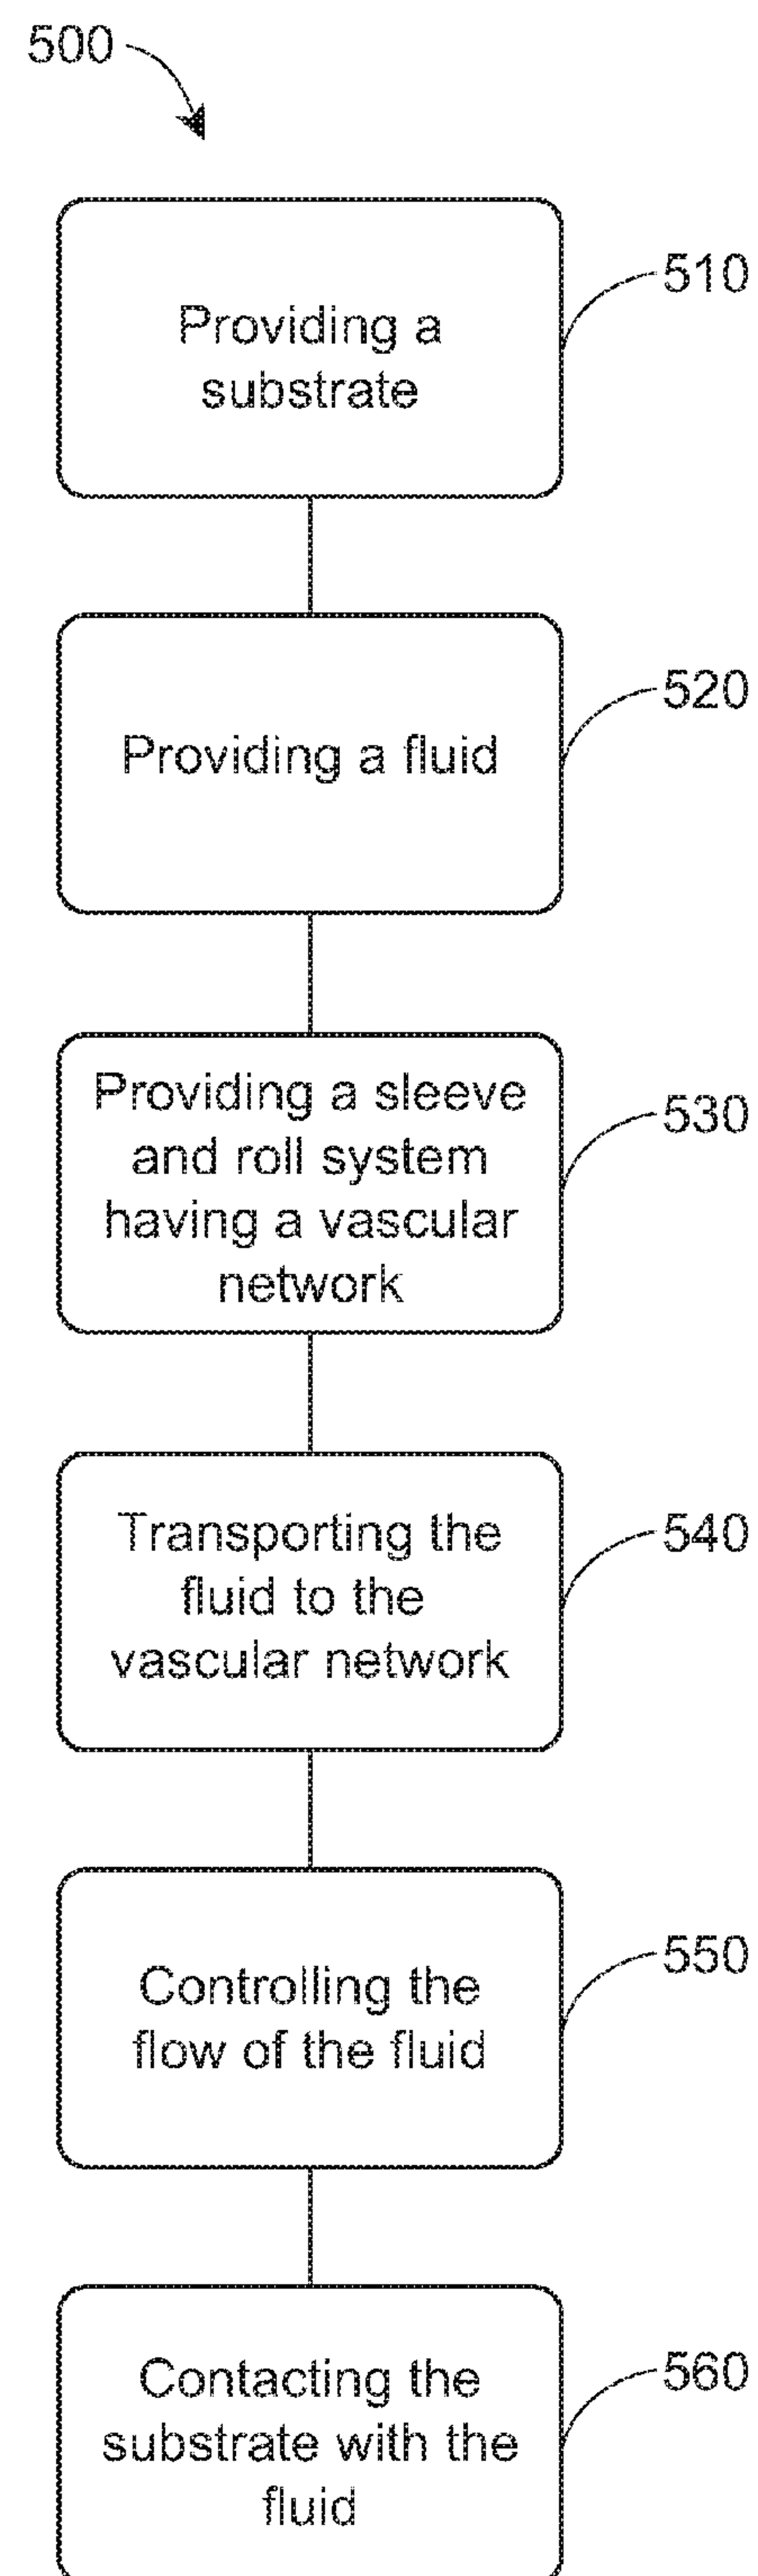 500
Providing a
substrate
510
Providing a fluid
520
Providing a sleeve
and roll system
having a vascular
network
530
Transporting the
fluid to the
vascular network
540
Controlling the
flow of the fluid
550
Contacting the
substrate with the
fluid
560